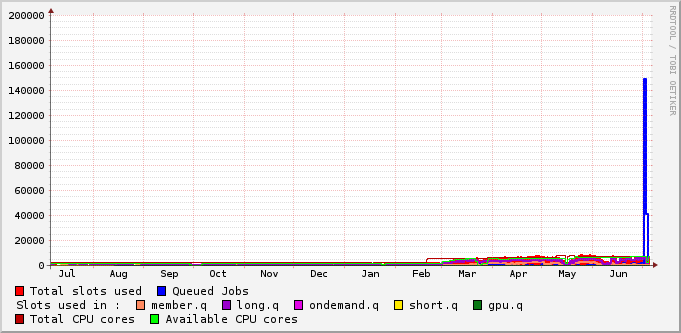 200000
180000
160000
140000
120000
100000
80000
60000
40000
20000
0
Jul Aug Sep Oct Nov Dec Jan Feb Mar Apr May Jun
Total slots used Queued Jobs
Slots used in : member.q long.q ondemand.q short.q gpu.q
Total CPU cores Available CPU cores
RRDTOOL / TOBI OETIKER